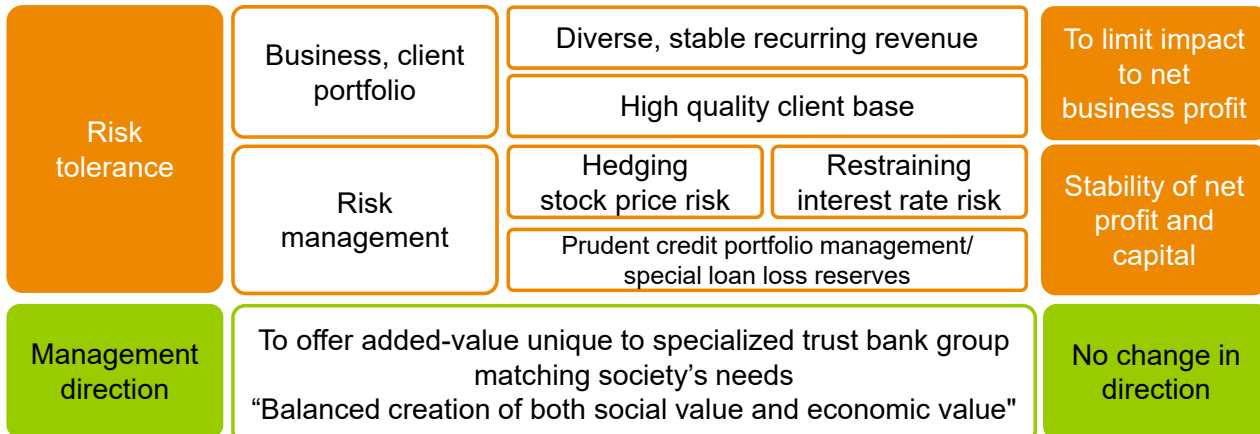 Risk
tolerance
Business, client
portfolio
Diverse, stable recurring revenue
High quality client base
To limit impact
to net
business profit
Risk
management
Hedging
stock price risk
Restraining
interest rate risk
Prudent credit portfolio management/
special loan loss reserves
Stability of net
profit and
capital
Management
direction
To offer added-value unique to specialized trust bank group
matching society’s needs
“Balanced creation of both social value and economic value"
No change in
direction